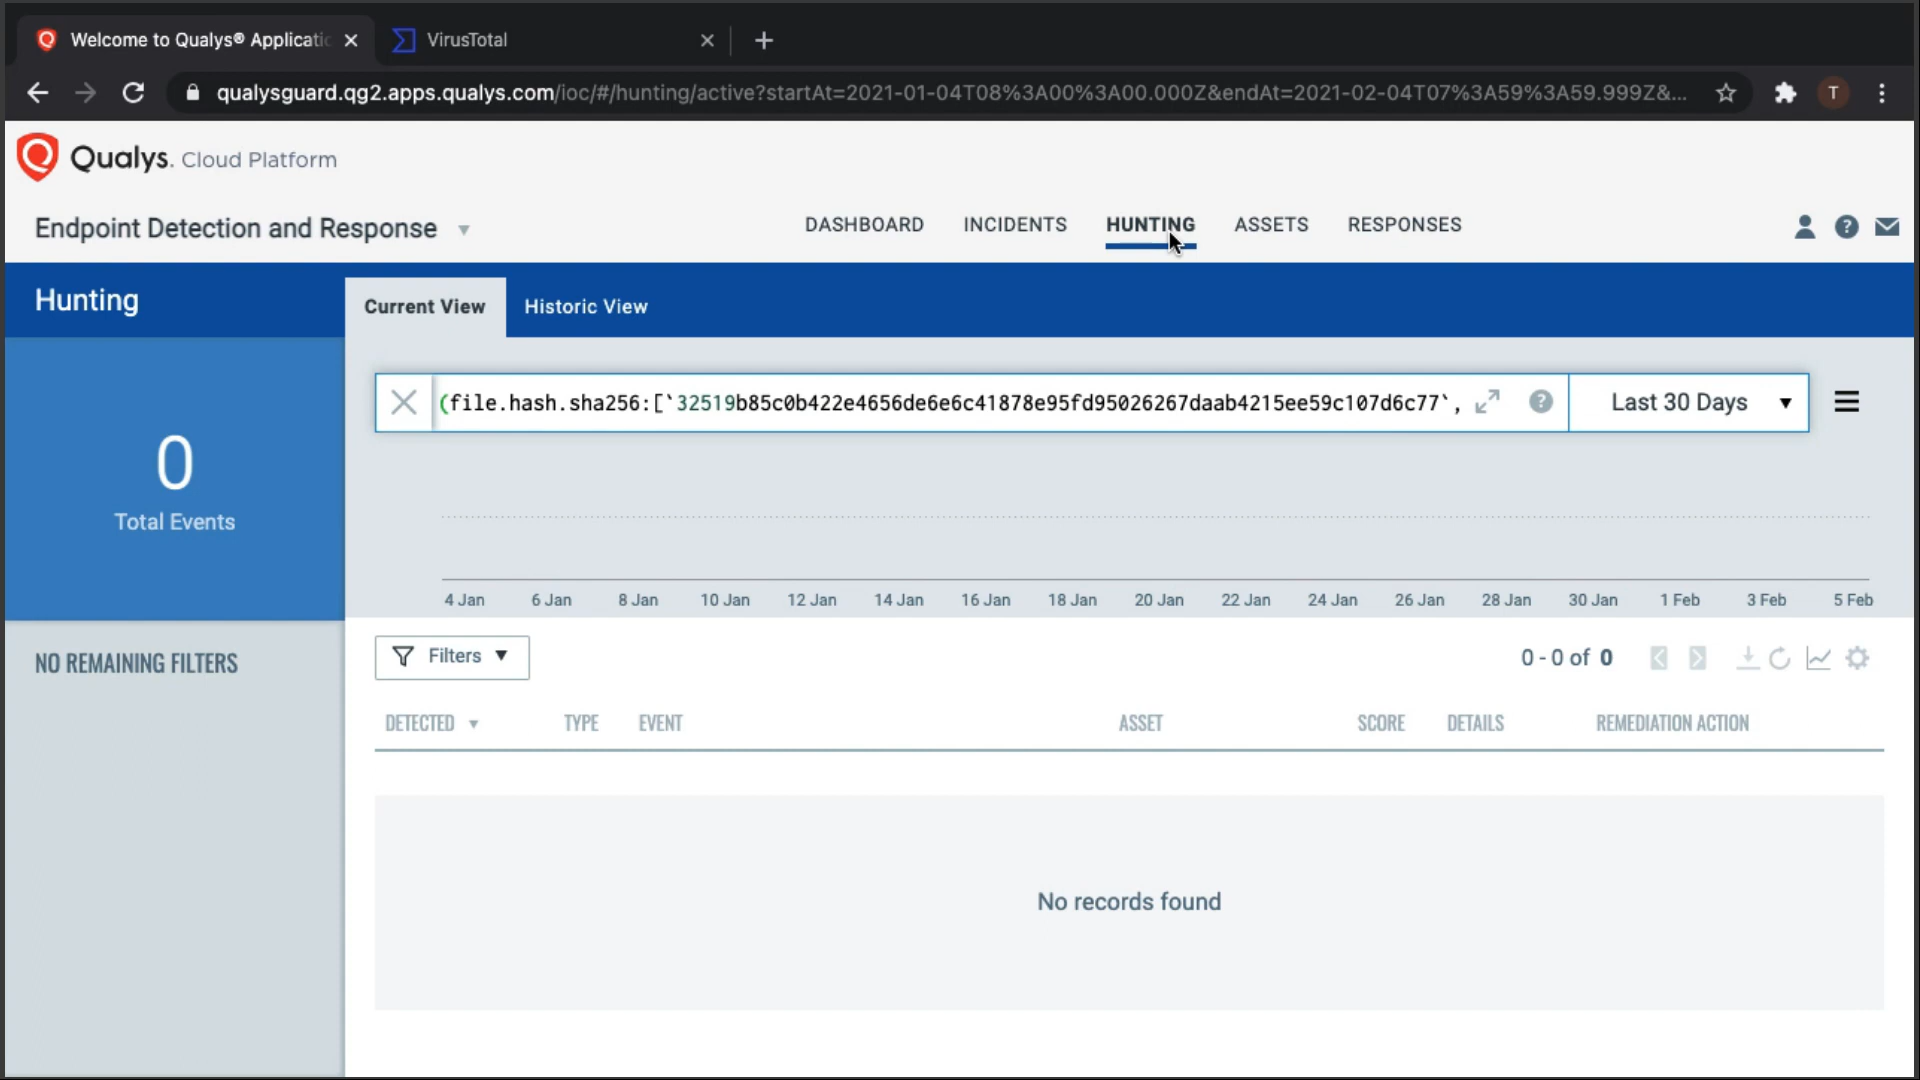 Welcome to Qualys® Applicati
VirusTotal
qualysguard.qg2.apps.qualys.com/ioc/#/hunting/active?startAt=2021-01-04T08%3A00%3A00.000Z&endAt=2021-02-04T07%3A59%3A59.999Z&...
T
Qualys. Cloud Platform
Endpoint Detection and Response
DASHBOARD INCIDENTS HUNTING ASSETS RESPONSES
Hunting
Current View
Historic View
(file.hash.sha256:[`32519b85c0b422e4656de6e6c41878e95fd95026267daab4215ee59c107d6c77`,
Last 30 Days
0
Total Events
4 Jan 6 Jan 8 Jan 10 Jan 12 Jan 14 Jan 16 Jan 18 Jan 20 Jan 22 Jan 24 Jan 26 Jan 28 Jan 30 Jan 1 Feb 3 Feb 5 Feb
NO REMAINING FILTERS
Filters
0 - 0 of 0
DETECTED TYPE EVENT ASSET SCORE DETAILS REMEDIATION ACTION
No records found